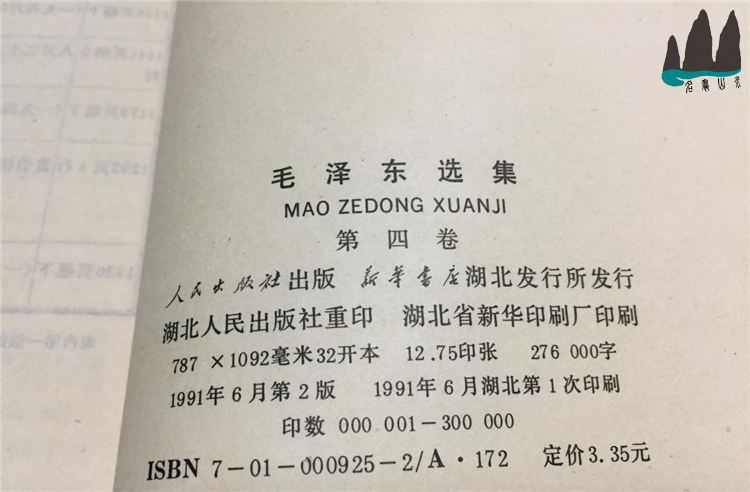 毛泽东选集
MAO ZEDONG XUANJI
第四卷
人民出版社出版 新华书店湖北发行所发行
湖北人民出版社重印 湖北省新华印刷厂印刷
787×1092毫米32开本 12.75印张 276 000字
1991年6月第2版 1991年6月湖北第1次印刷
印数 000 001-300 000
ISBN 7-01-000925-2/A·172 定价3.35元